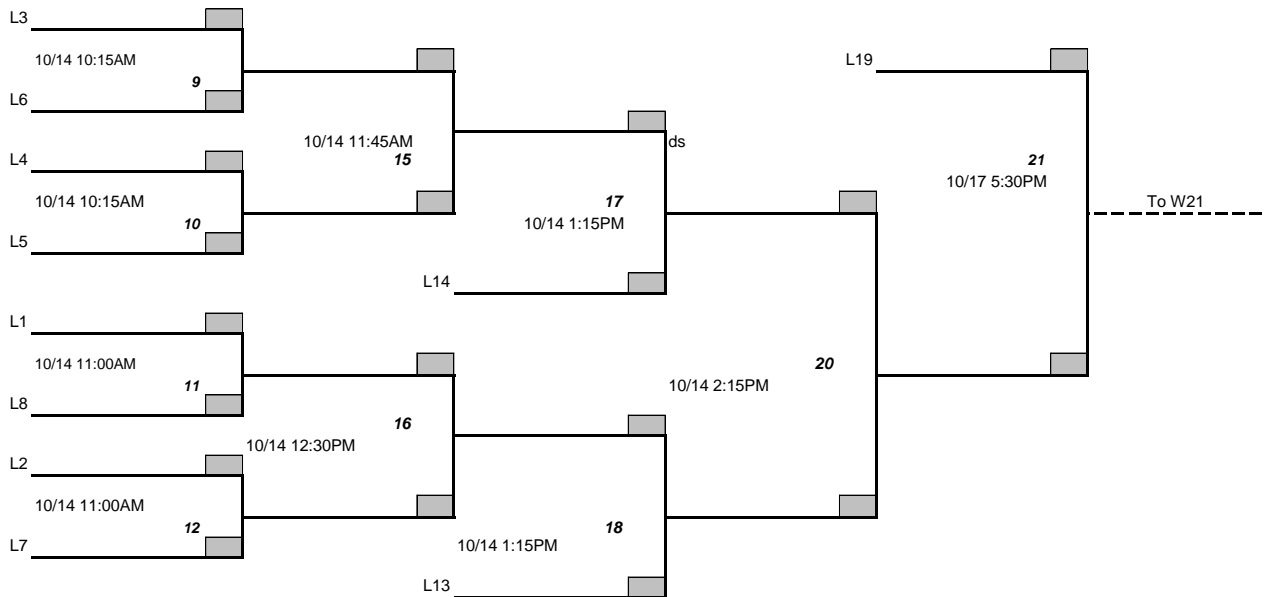 L3
10/14 10:15AM
9
L6
L4
10/14 10:15AM
10
L5
L1
10/14 11:00AM
11
L8
L2
10/14 11:00AM
12
L7
10/14 11:45AM
15
10/14 12:30PM
16
ds
17
10/14 1:15PM
L14
10/14 1:15PM
18
L13
10/14 2:15PM
20
L19
21
10/17 5:30PM
To W21